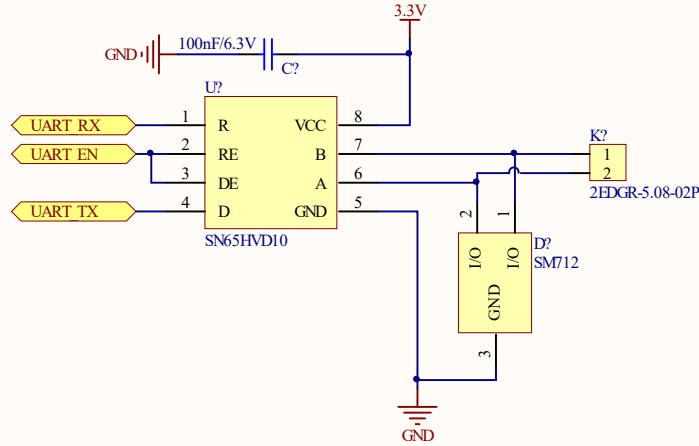 3.3V
100nF/6.3V
GND
C?
U?
UART_RX 1 R VCC 8
UART_EN 2 RE B 7
3 DE A 6
UART_TX 4 D GND 5
SN65HVD10
K?
1
2
2EDGR-5.08-02P
2 1
I/O I/O
D?
SM712
GND
3
GND